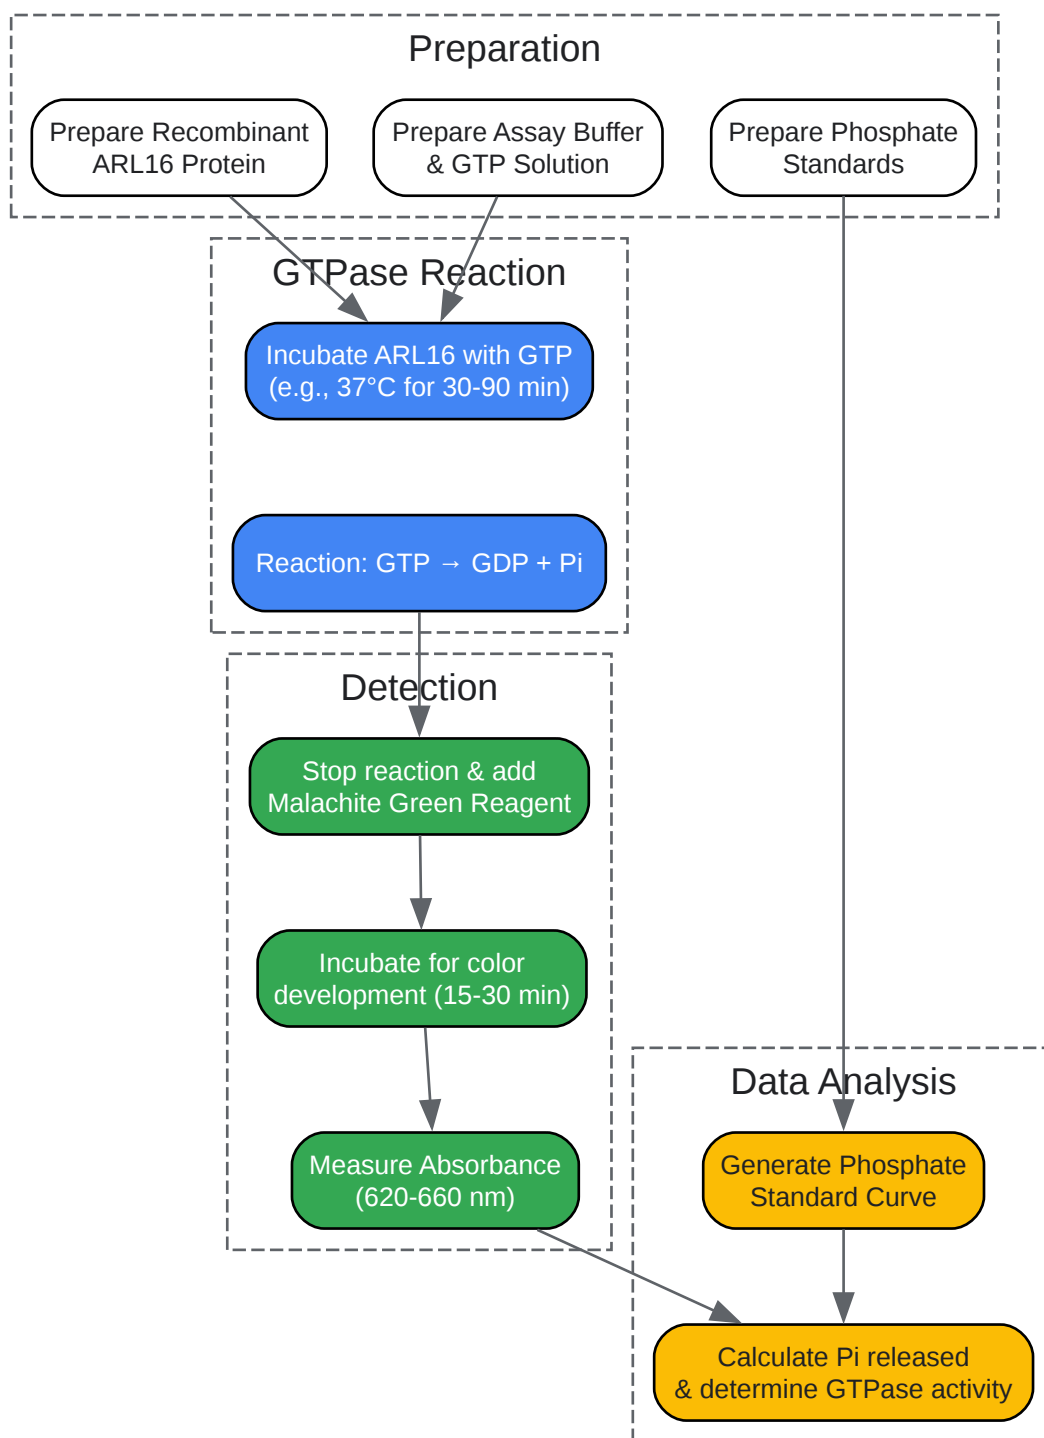 Preparation
Prepare Recombinant
ARL16 Protein
Prepare Assay Buffer
& GTP Solution
Prepare Phosphate
Standards
GTPase Reaction
Incubate ARL16 with GTP
(e.g., 37°C for 30-90 min)
Reaction: GTP → GDP + Pi
Detection
Stop reaction & add
Malachite Green Reagent
Incubate for color
development (15-30 min)
Measure Absorbance
(620-660 nm)
Data Analysis
Generate Phosphate
Standard Curve
Calculate Pi released
& determine GTPase activity